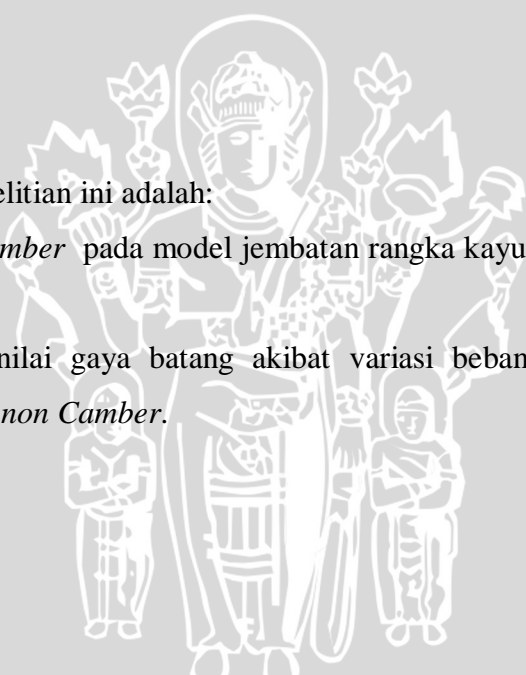 elitian ini adalah:
mber pada model jembatan rangka kayu
nilai gaya batang akibat variasi beban
non Camber.